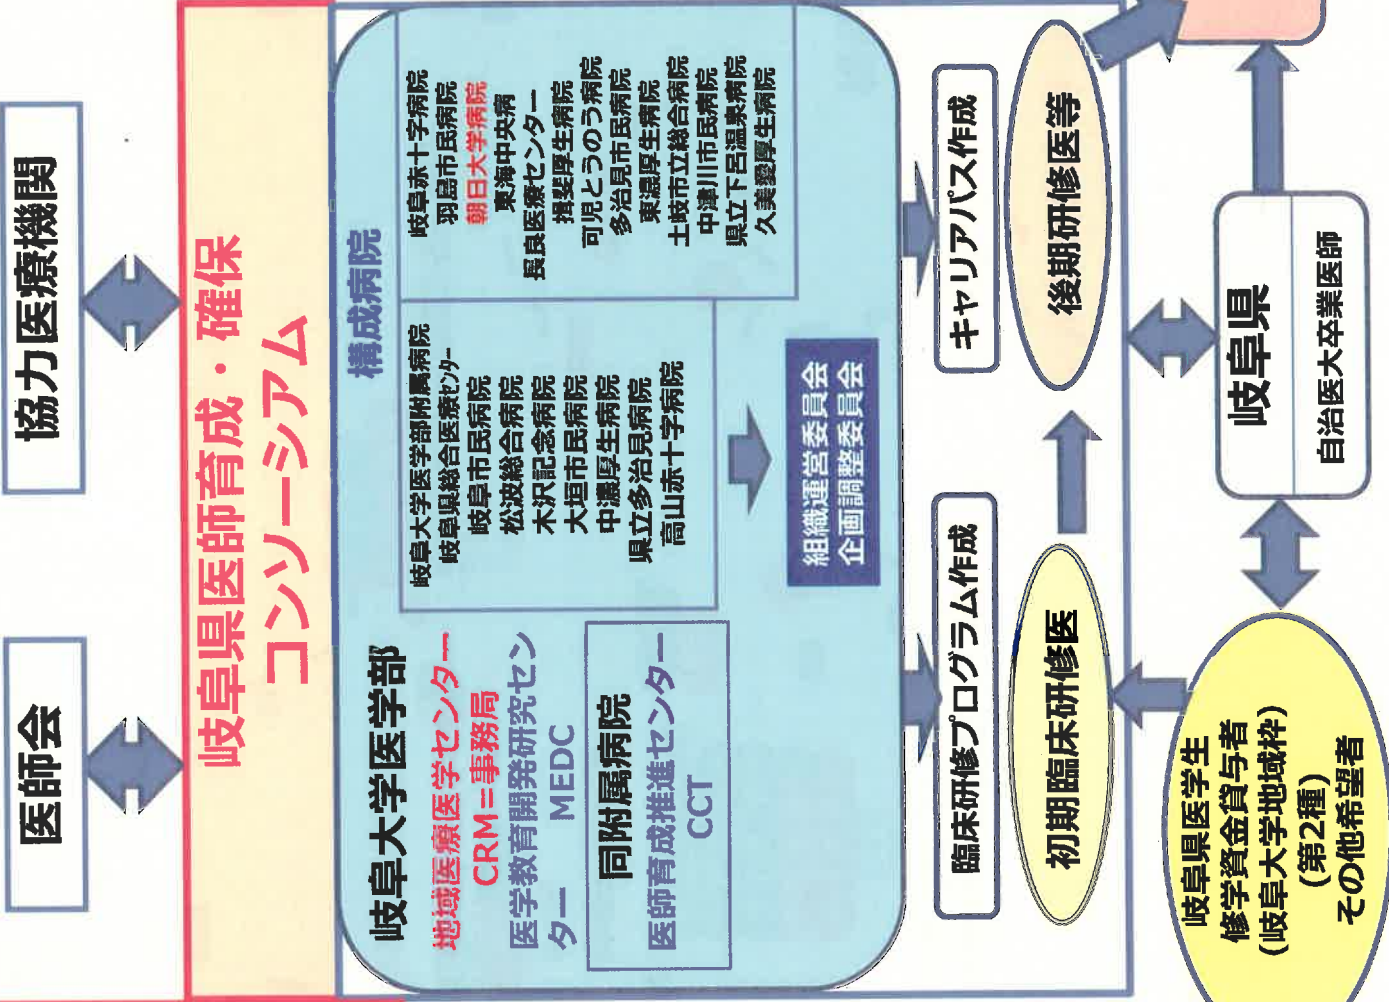 医師会
協力医療機関
岐阜県医師育成・確保
コンソーシアム
岐阜大学医学部
地域医療医学センター
CRM=事務局
医学教育開発研究セン
ター　MEDC
同附属病院
医師育成推進センター
CCT
構成病院
岐阜大学医学部附属病院
岐阜県総合医療センター
岐阜市民病院
松波総合病院
木沢記念病院
大垣市民病院
中濃厚生病院
県立多治見病院
高山赤十字病院
岐阜赤十字病院
羽島市民病院
朝日大学病院
東海中央病
長良医療センター
揖斐厚生病院
可児とうのう病院
多治見市民病院
東濃厚生病院
土岐市立総合病院
中津川市民病院
県立下呂温泉病院
久美愛厚生病院
組織運営委員会
企画調整委員会
臨床研修プログラム作成
キャリアパス作成
初期臨床研修医
後期研修医等
岐阜県医学生
修学資金貸与者
(岐阜大学地域枠)
(第2種)
その他希望者
岐阜県
自治医大卒業医師